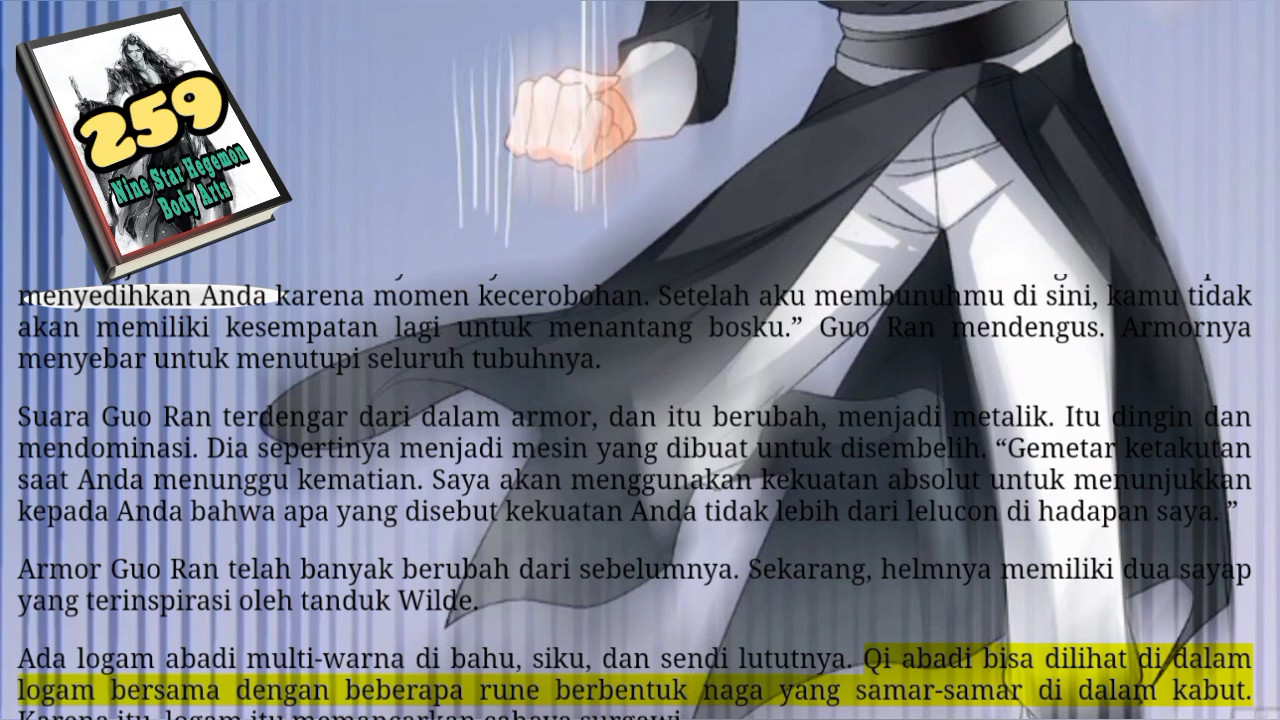 259
Nine Star Hegemon
Body Arts
menyedihkan Anda karena momen kecerobohan. Setelah aku membunuhmu di sini, kamu tidak
akan memiliki kesempatan lagi untuk menantang bosku.” Guo Ran mendengus. Armornya
menyebar untuk menutupi seluruh tubuhnya.
Suara Guo Ran terdengar dari dalam armor, dan itu berubah, menjadi metalik. Itu dingin dan
mendominasi. Dia sepertinya menjadi mesin yang dibuat untuk disembelih. “Gemetar ketakutan
saat Anda menunggu kematian. Saya akan menggunakan kekuatan absolut untuk menunjukkan
kepada Anda bahwa apa yang disebut kekuatan Anda tidak lebih dari lelucon di hadapan saya. ”
Armor Guo Ran telah banyak berubah dari sebelumnya. Sekarang, helmnya memiliki dua sayap
yang terinspirasi oleh tanduk Wilde.
Ada logam abadi multi-warna di bahu, siku, dan sendi lututnya. Qi abadi bisa dilihat di dalam
logam bersama dengan beberapa rune berbentuk naga yang samar-samar di dalam kabut.
Karena itu, logam itu memancarkan cahaya surgawi.